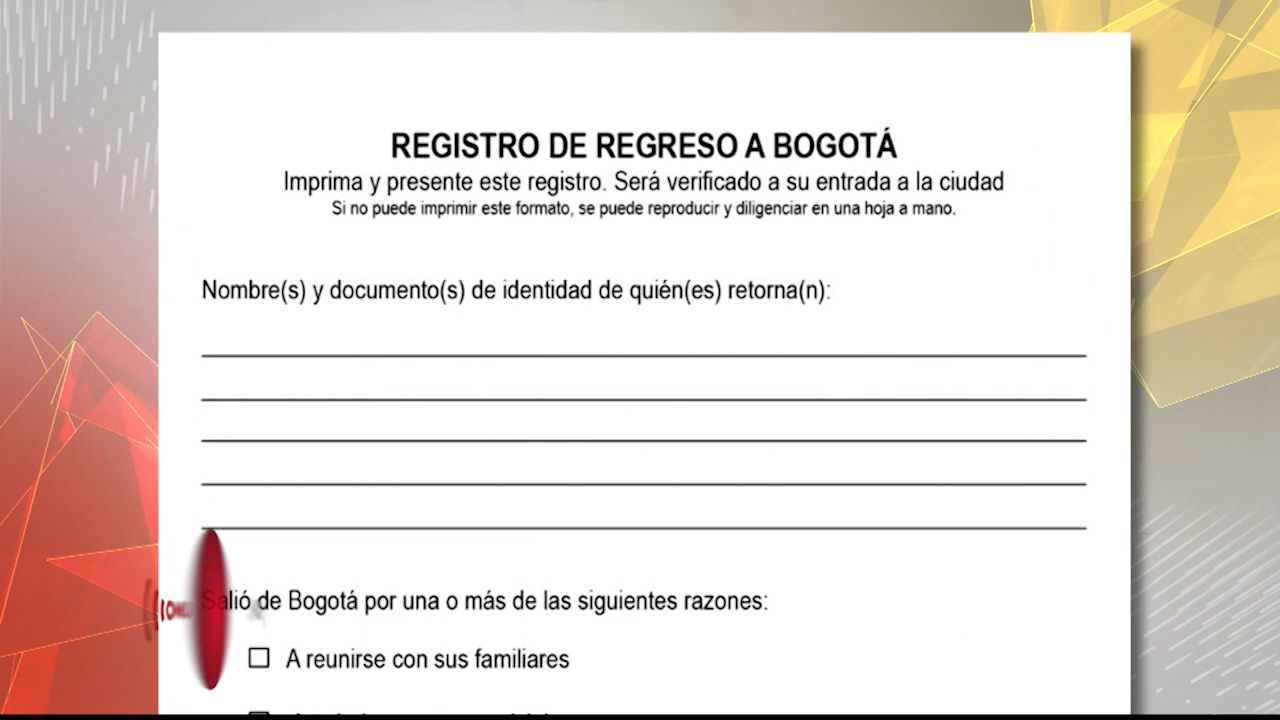 REGISTRO DE REGRESO A BOGOTÁ
Imprima y presente este registro. Será verificado a su entrada a la ciudad
Si no puede imprimir este formato, se puede reproducir y diligenciar en una hoja a mano.
Nombre(s) y documento(s) de identidad de quién(es) retorna(n):
Salió de Bogotá por una o más de las siguientes razones:
A reunirse con sus familiares